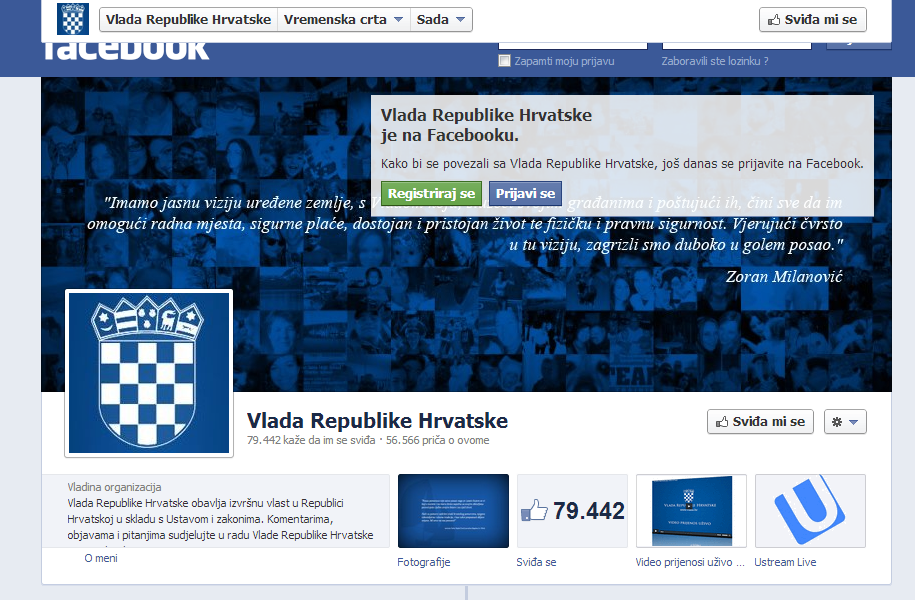 Vlada Republike Hrvatske
Vremenska crta
Sada
Sviđa mi se
facebook
Zapamti moju prijavu
Zaboravili ste lozinku ?
Vlada Republike Hrvatske
je na Facebooku.
Kako bi se povezali sa Vlada Republike Hrvatske, još danas se prijavite na Facebook.
Registriraj se
Prijavi se
"Imamo jasnu viziju uređene zemlje, s građanima i poštujući ih, čini sve da im
omogući radna mjesta, sigurne plaće, dostojan i pristojan život te fizičku i pravnu sigurnost. Vjerujući čvrsto
u tu viziju, zagrizli smo duboko u golem posao."
Zoran Milanović
Vlada Republike Hrvatske
79.442 kaže da im se sviđa · 56.566 priča o ovome
Sviđa mi se
Vladina organizacija
Vlada Republike Hrvatske obavlja izvršnu vlast u Republici
Hrvatskoj u skladu s Ustavom i zakonima. Komentarima,
objavama i pitanjima sudjelujte u radu Vlade Republike Hrvatske
O meni
Fotografije
79.442
Sviđa se
VIDEO PRIJENOSI UŽIVO
Video prijenosi uživo ...
Ustream Live